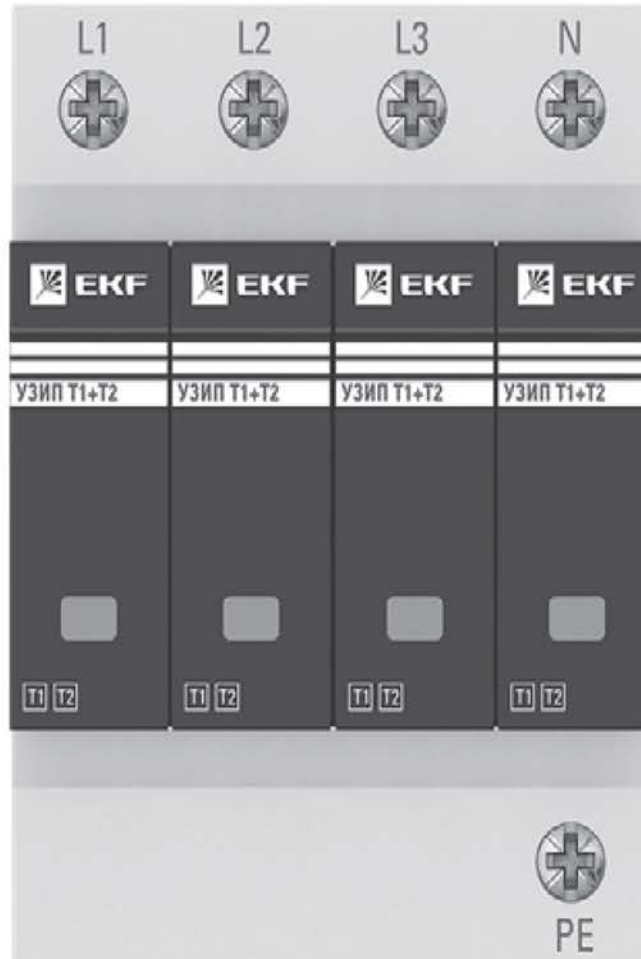 L1 L2 L3 N
EKF EKF EKF EKF
УЗИП Т1+Т2 УЗИП Т1+Т2 УЗИП Т1+Т2 УЗИП Т1+Т2
T1 T2 T1 T2 T1 T2 T1 T2
PE